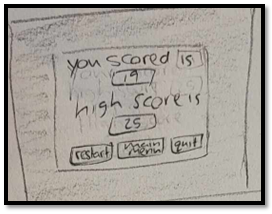 you scored is
19
high score is
25
restart main menu quit